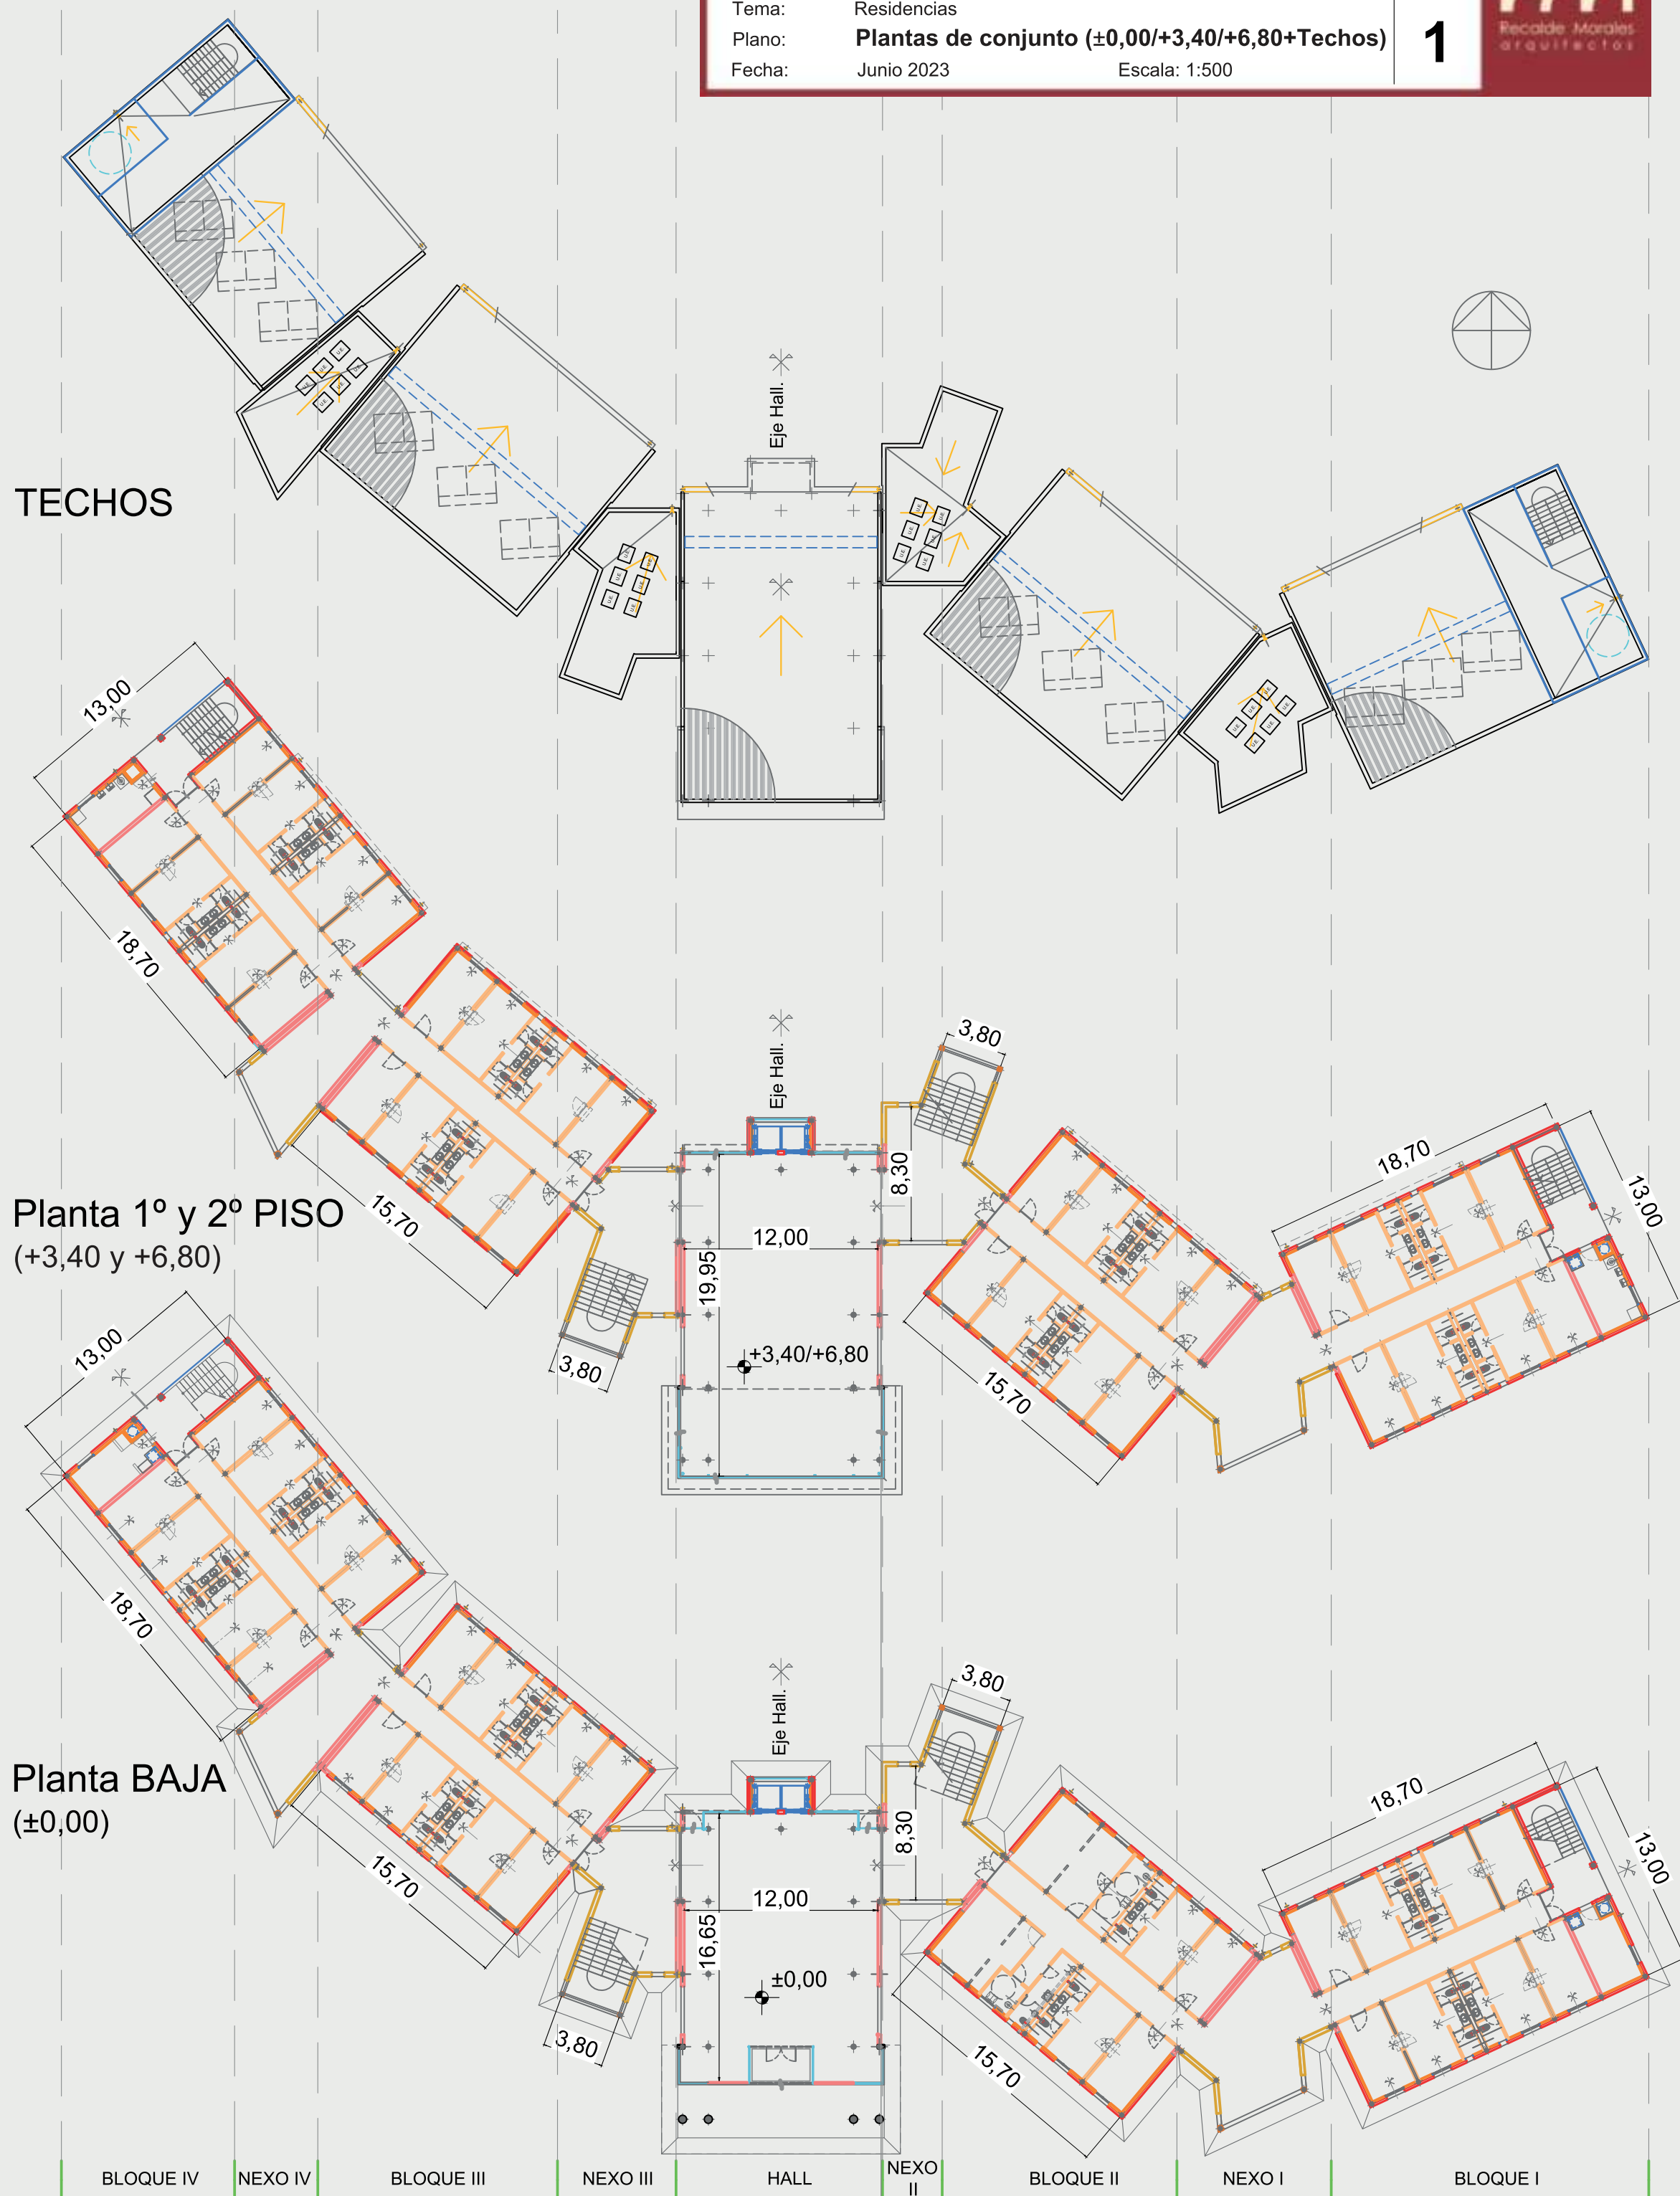 Tema: Residencias
Plano: Plantas de conjunto (±0,00/+3,40/+6,80+Techos)
Fecha: Junio 2023 Escala: 1:500
1
Recalde Morales
arquitectos
Eje Hall.
TECHOS
13,00
18,70
15,70
3,80
Eje Hall.
3,80
8,30
12,00
19,95
+3,40/+6,80
15,70
18,70
13,00
Planta 1º y 2º PISO
(+3,40 y +6,80)
13,00
18,70
15,70
3,80
Eje Hall.
3,80
8,30
12,00
16,65
±0,00
15,70
18,70
13,00
Planta BAJA
(±0,00)
BLOQUE IV
NEXO IV
BLOQUE III
NEXO III
HALL
NEXO
II
BLOQUE II
NEXO I
BLOQUE I